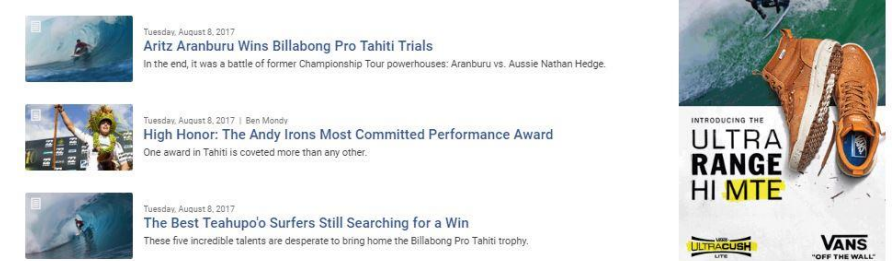 Tuesday, August 8, 2017
Aritz Aranburu Wins Billabong Pro Tahiti Trials
In the end, it was a battle of former Championship Tour powerhouses: Aranburu vs. Aussie Nathan Hedge.
Tuesday, August 8, 2017 | Ben Mondy
High Honor: The Andy Irons Most Committed Performance Award
One award in Tahiti is coveted more than any other.
Tuesday, August 8, 2017
The Best Teahupo'o Surfers Still Searching for a Win
These five incredible talents are desperate to bring home the Billabong Pro Tahiti trophy.
INTRODUCING THE
ULTRA
RANGE
HI MTE
ULTRACUSH
LITE
VANS
"OFF THE WALL"